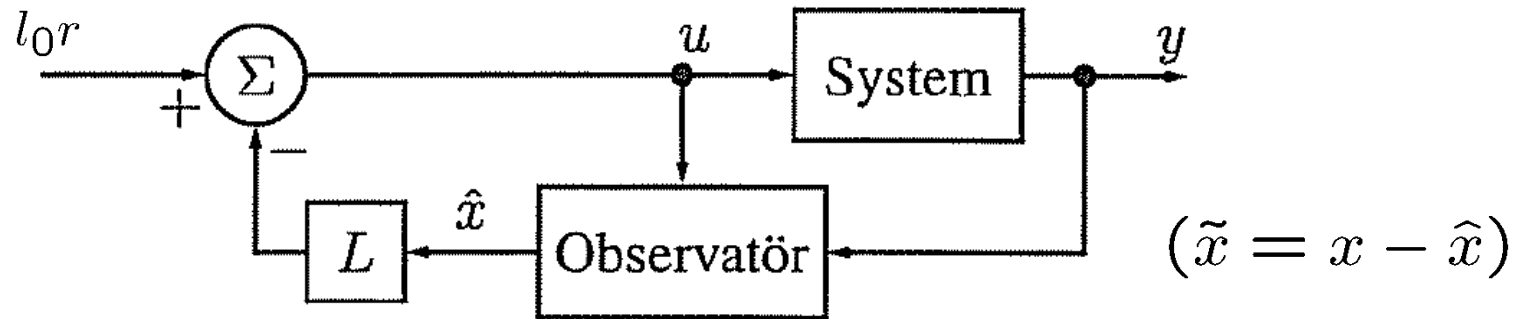 l₀r
Σ
+
−
u
System
y
L
x̂
Observatör
(x̃ = x − x̂)